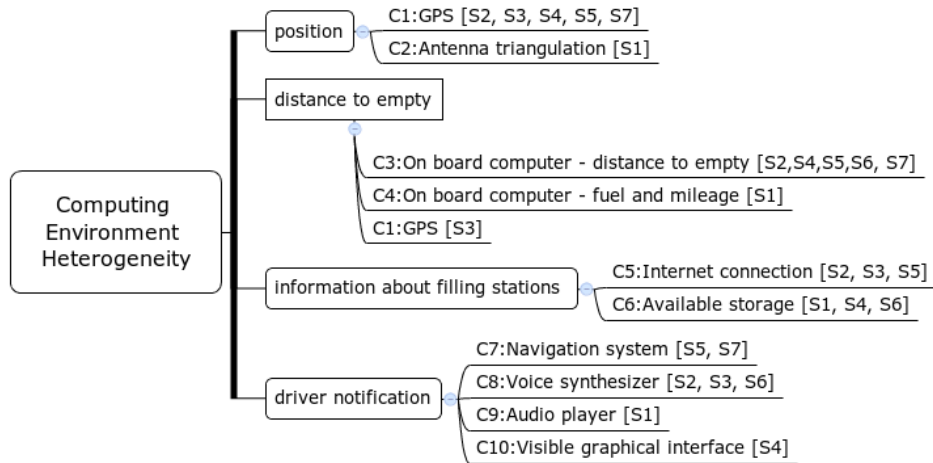 Computing
Environment
Heterogeneity
position
C1:GPS [S2, S3, S4, S5, S7]
C2:Antenna triangulation [S1]
distance to empty
C3:On board computer - distance to empty [S2,S4,S5,S6, S7]
C4:On board computer - fuel and mileage [S1]
C1:GPS [S3]
information about filling stations
C5:Internet connection [S2, S3, S5]
C6:Available storage [S1, S4, S6]
driver notification
C7:Navigation system [S5, S7]
C8:Voice synthesizer [S2, S3, S6]
C9:Audio player [S1]
C10:Visible graphical interface [S4]